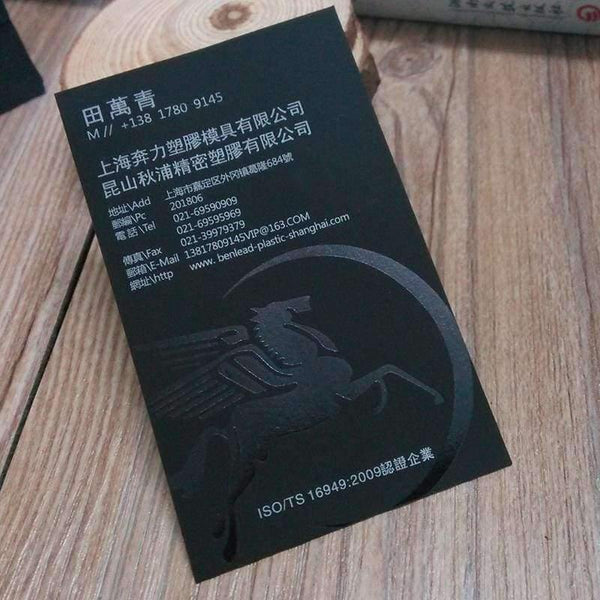 田萬青
M // +138 1780 9145
上海奔力塑膠模具有限公司
昆山秋浦精密塑膠有限公司
地址\Add 上海市嘉定区外冈镇葛隆684號
郵編\Pc 201806
電話\Tel 021-69590909
021-69595969
傳真\Fax 021-39979379
郵箱\E-Mail 13817809145VIP@163.COM
網址\http www.benlead-plastic-shanghai.com
ISO/TS 16949:2009認證企業